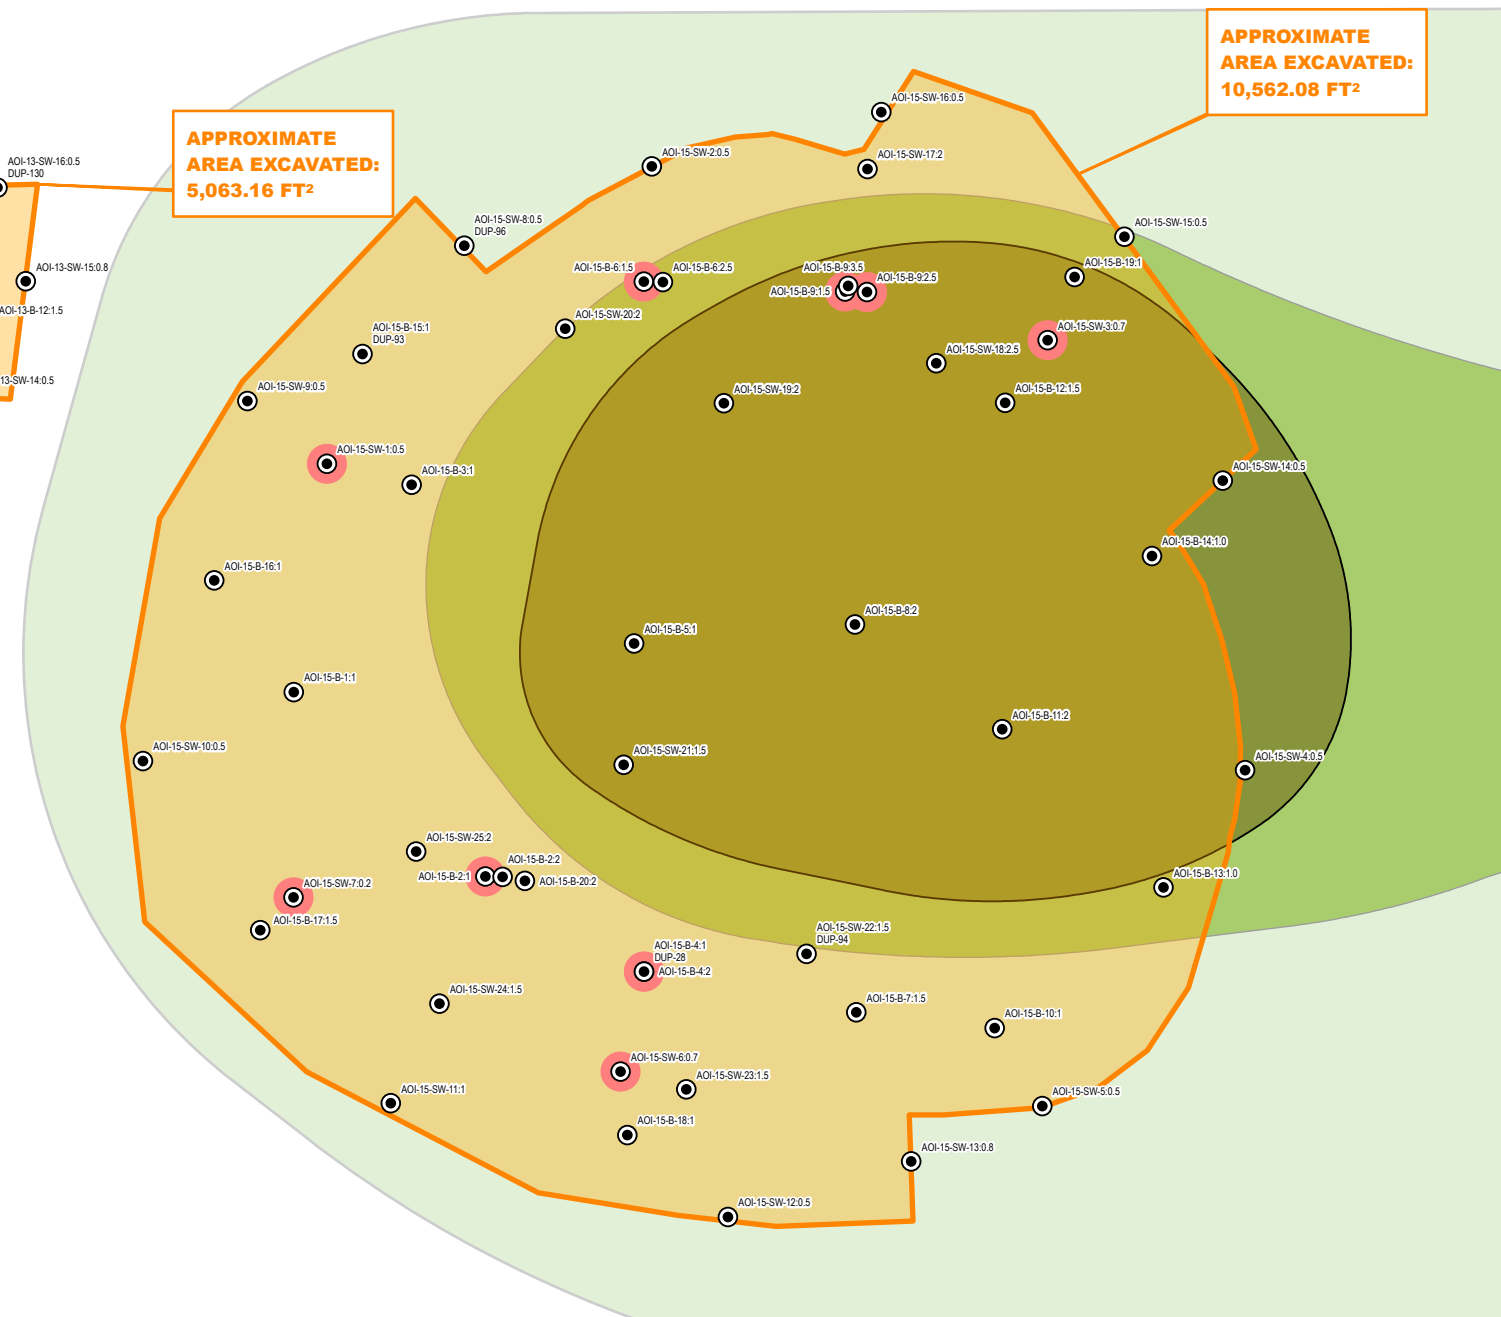 APPROXIMATE
AREA EXCAVATED:
10,562.08 FT²
APPROXIMATE
AREA EXCAVATED:
5,063.16 FT²
AOI-13-SW-16:0.5
DUP-130
AOI-13-SW-15:0.8
AOI-13-B-12:1.5
13-SW-14:0.5
AOI-15-SW-16:0.5
AOI-15-SW-2:0.5
AOI-15-SW-17:2
AOI-15-SW-8:0.5
DUP-96
AOI-15-SW-15:0.5
AOI-15-B-6:1.5
AOI-15-B-6:2.5
AOI-15-B-9:3.5
AOI-15-B-9:2.5
AOI-15-B-9:1.5
AOI-15-B-19:1
AOI-15-SW-20:2
AOI-15-B-15:1
DUP-93
AOI-15-SW-3:0.7
AOI-15-SW-18:2.5
AOI-15-SW-9:0.5
AOI-15-SW-19:2
AOI-15-B-12:1.5
AOI-15-SW-1:0.5
AOI-15-B-3:1
AOI-15-SW-14:0.5
AOI-15-B-14:1.0
AOI-15-B-16:1
AOI-15-B-8:2
AOI-15-B-5:1
AOI-15-B-1:1
AOI-15-B-11:2
AOI-15-SW-10:0.5
AOI-15-SW-21:1.5
AOI-15-SW-4:0.5
AOI-15-SW-25:2
AOI-15-B-2:2
AOI-15-B-2:1
AOI-15-B-20:2
AOI-15-B-13:1.0
AOI-15-SW-7:0.2
AOI-15-B-17:1.5
AOI-15-SW-22:1.5
DUP-94
AOI-15-B-4:1
DUP-28
AOI-15-B-4:2
AOI-15-SW-24:1.5
AOI-15-B-7:1.5
AOI-15-B-10:1
AOI-15-SW-6:0.7
AOI-15-SW-23:1.5
AOI-15-SW-11:1
AOI-15-SW-5:0.5
AOI-15-B-18:1
AOI-15-SW-13:0.8
AOI-15-SW-12:0.5